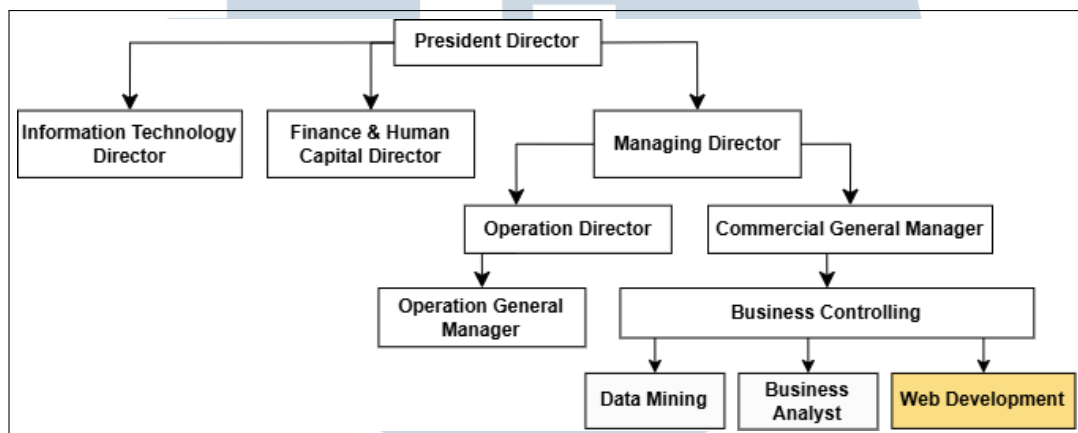 President Director
Information Technology
Director
Finance & Human
Capital Director
Managing Director
Operation Director
Commercial General Manager
Operation General
Manager
Business Controlling
Data Mining
Business
Analyst
Web Development